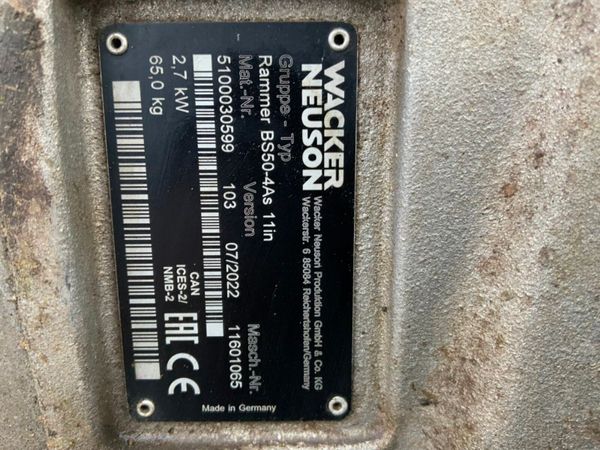 WACKER
NEUSON
Wacker Neuson Produktion GmbH & Co. KG
Wackerstr. 6 85084 Reichertshofen/Germany
Gruppe - Typ
Rammer BS50-4As 11in
Mat.-Nr. Version Masch.-Nr.
5100030599 103 07/2022 11601065
2,7 kW
65,0 kg
CAN
ICES-2/
NMB-2
EAC CE
Made in Germany